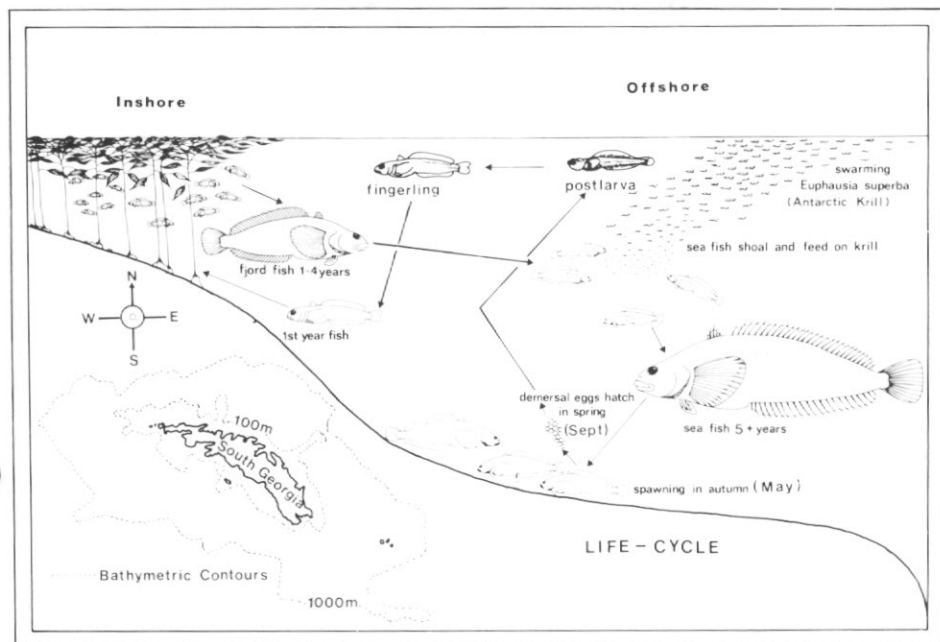 Inshore
Offshore
fingerling
postlarva
swarming
Euphausia superba
(Antarctic Krill)
sea fish shoal and feed on krill
fjord fish 1-4 years
1st year fish
N
W
E
S
demersal eggs hatch
in spring
(Sept)
sea fish 5 + years
spawning in autumn (May)
100m
South Georgia
LIFE - CYCLE
Bathymetric Contours
1000m.